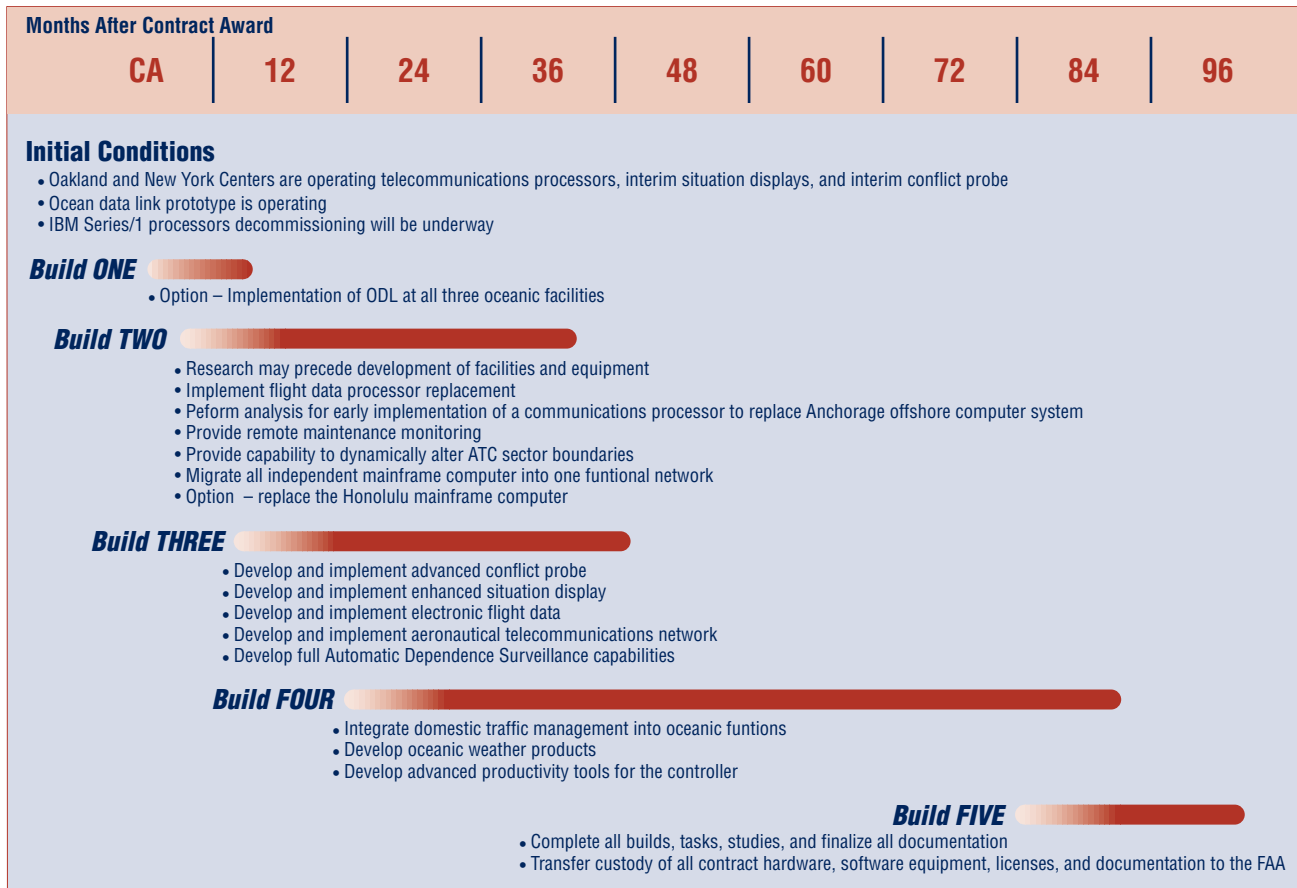 Months After Contract Award
CA 12 24 36 48 60 72 84 96
Initial Conditions
• Oakland and New York Centers are operating telecommunications processors, interim situation displays, and interim conflict probe
• Ocean data link prototype is operating
• IBM Series/1 processors decommissioning will be underway
Build ONE
• Option – Implementation of ODL at all three oceanic facilities
Build TWO
• Research may precede development of facilities and equipment
• Implement flight data processor replacement
• Peform analysis for early implementation of a communications processor to replace Anchorage offshore computer system
• Provide remote maintenance monitoring
• Provide capability to dynamically alter ATC sector boundaries
• Migrate all independent mainframe computer into one funtional network
• Option – replace the Honolulu mainframe computer
Build THREE
• Develop and implement advanced conflict probe
• Develop and implement enhanced situation display
• Develop and implement electronic flight data
• Develop and implement aeronautical telecommunications network
• Develop full Automatic Dependence Surveillance capabilities
Build FOUR
• Integrate domestic traffic management into oceanic funtions
• Develop oceanic weather products
• Develop advanced productivity tools for the controller
Build FIVE
• Complete all builds, tasks, studies, and finalize all documentation
• Transfer custody of all contract hardware, software equipment, licenses, and documentation to the FAA